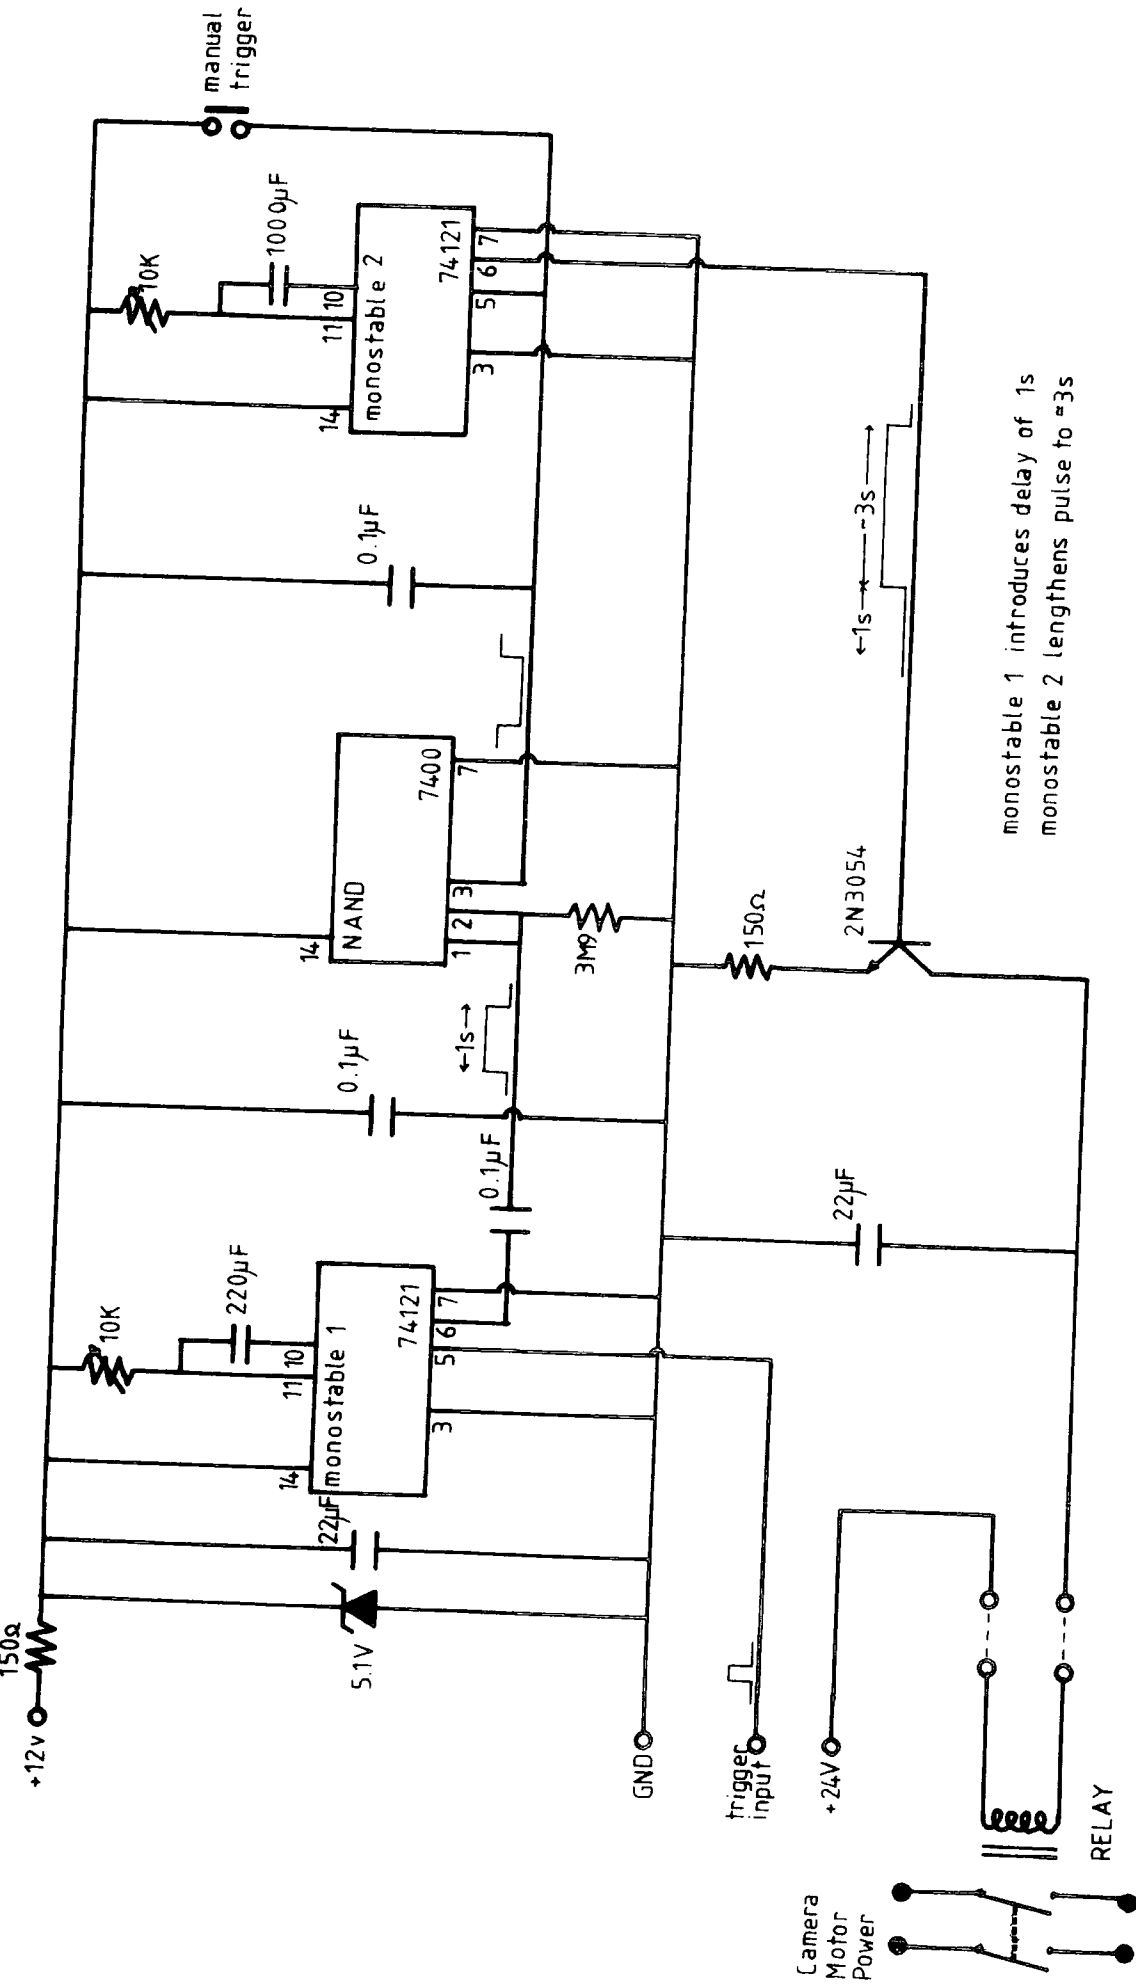 +12v
150Ω
5.1V
22µF
10K
220µF
14
11
10
monostable 1
74121
3
5
6
7
0.1µF
0.1µF
←1s→
14
NAND
7400
1
2
3
7
3M9
0.1µF
10K
1000µF
14
11
10
monostable 2
74121
3
5
6
7
manual
trigger
GND
trigger
input
+24V
22µF
150Ω
2N3054
←1s
~3s→
RELAY
Camera
Motor
Power
monostable 1 introduces delay of 1s
monostable 2 lengthens pulse to ≃3s